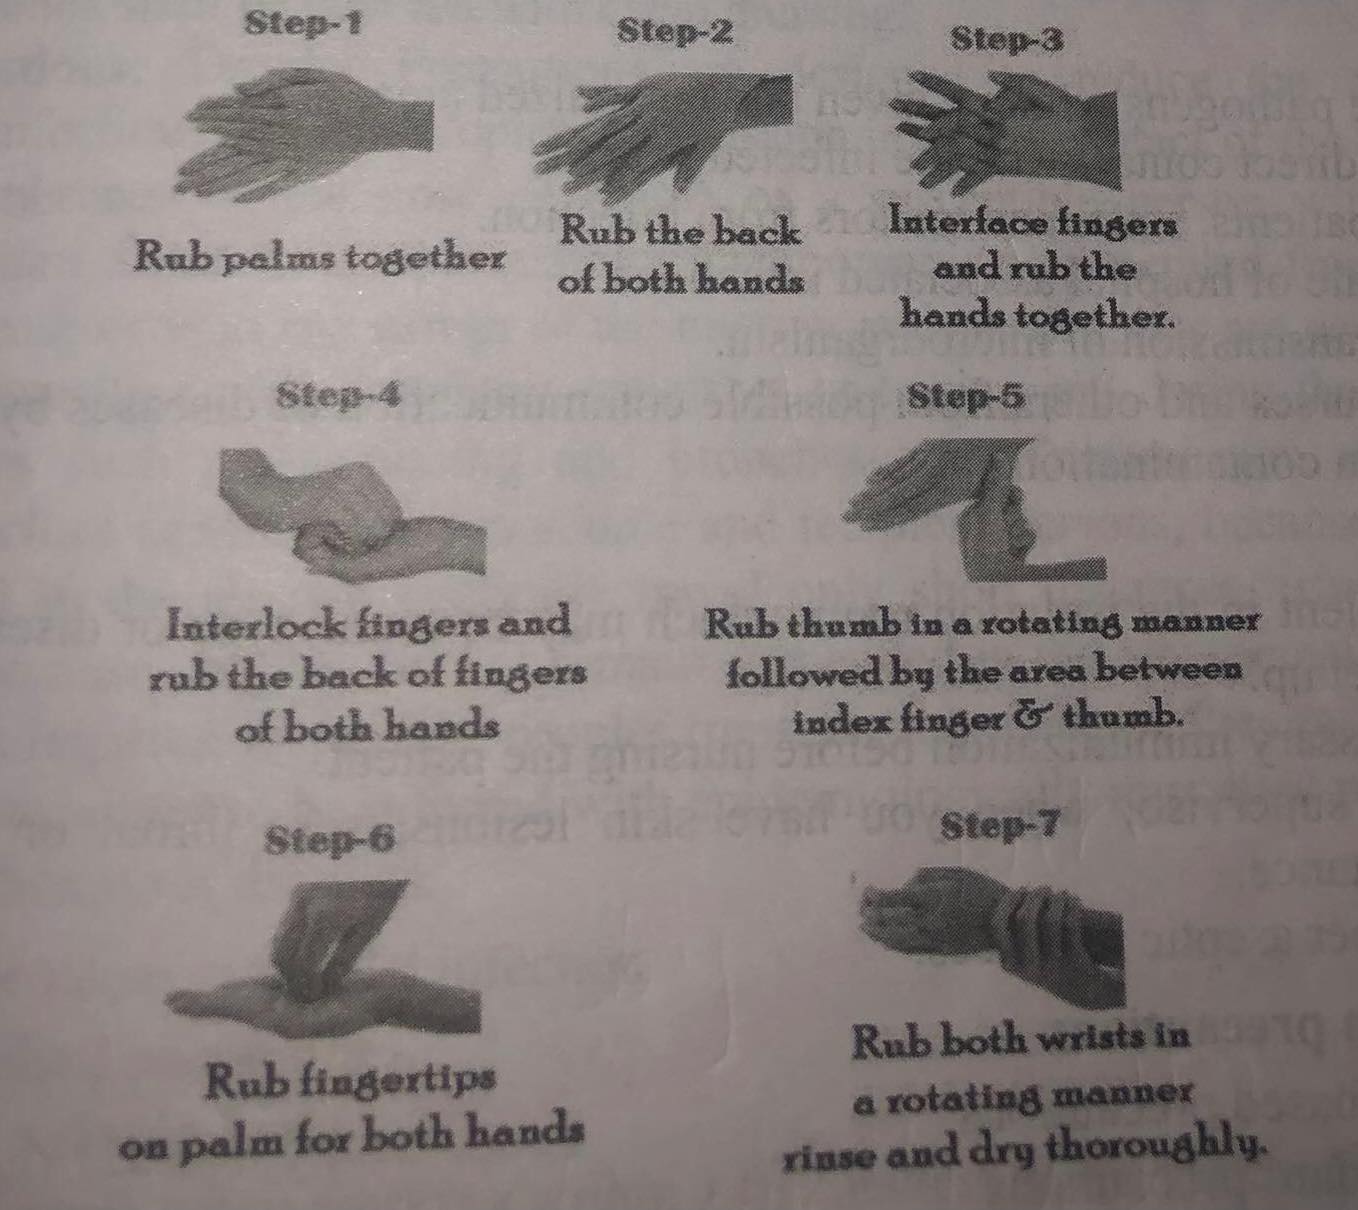 Step-1
Rub palms together
Step-2
Rub the back
of both hands
Step-3
Interface fingers
and rub the
hands together.
Step-4
Interlock fingers and
rub the back of fingers
of both hands
Step-5
Rub thumb in a rotating manner
followed by the area between
index finger & thumb.
Step-6
Rub fingertips
on palm for both hands
Step-7
Rub both wrists in
a rotating manner
rinse and dry thoroughly.